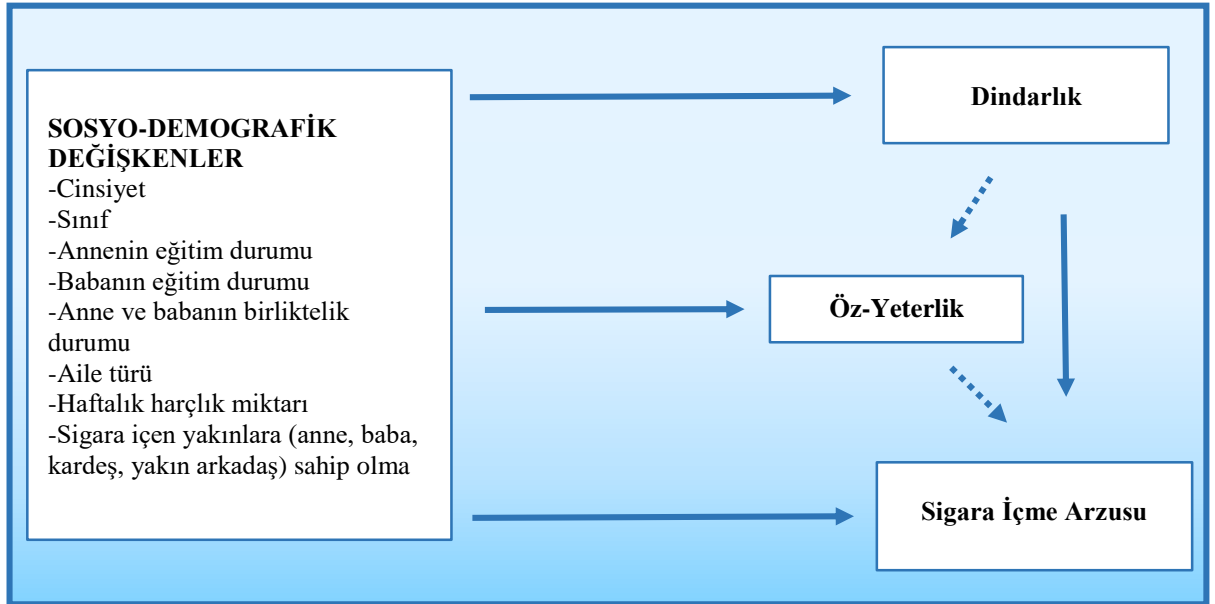 SOSYO-DEMOGRAFİK
DEĞİŞKENLER
-Cinsiyet
-Sınıf
-Annenin eğitim durumu
-Babanın eğitim durumu
-Anne ve babanın birliktelik
durumu
-Aile türü
-Haftalık harçlık miktarı
-Sigara içen yakınlara (anne, baba,
kardeş, yakın arkadaş) sahip olma
Dindarlık
Öz-Yeterlik
Sigara İçme Arzusu